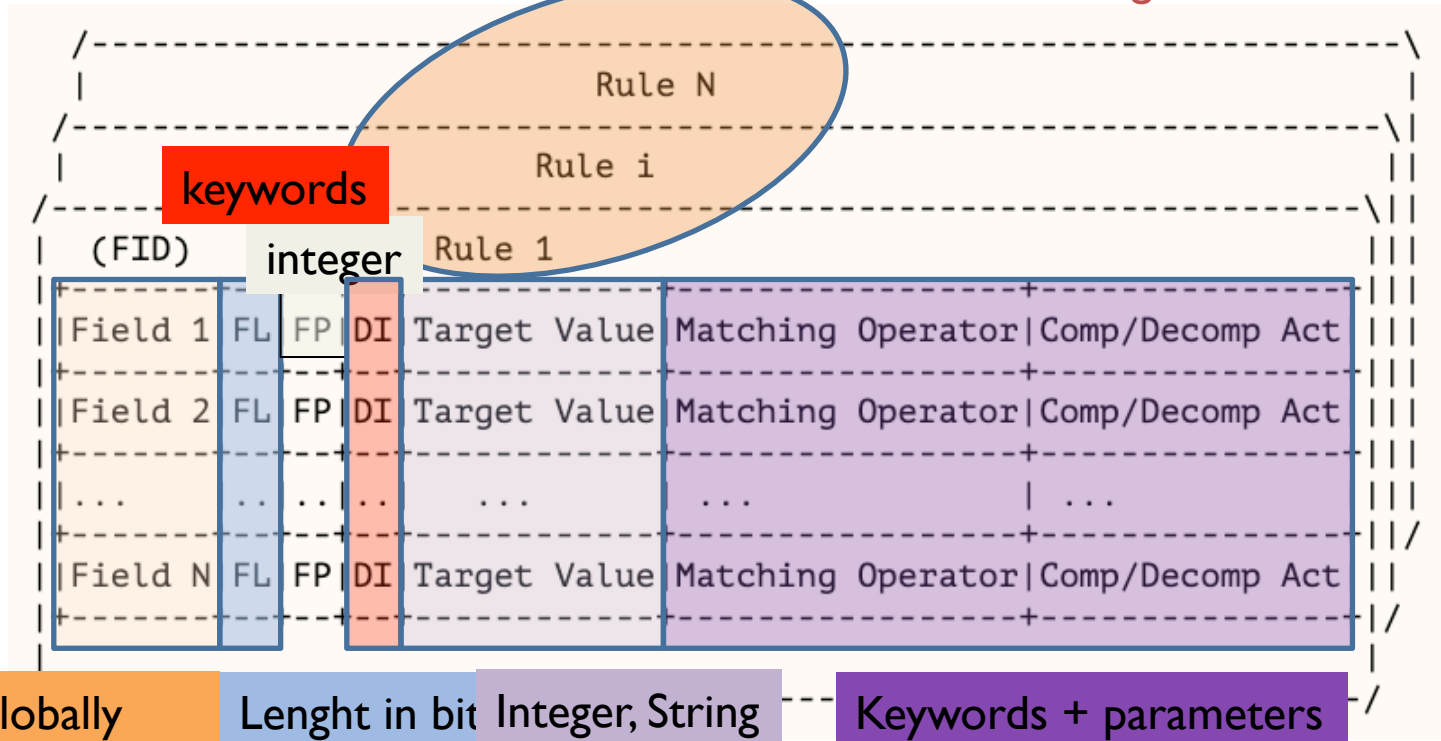 Rule N
Rule i
keywords
(FID) integer Rule 1
Field 1 FL FP DI Target Value Matching Operator Comp/Decomp Act
Field 2 FL FP DI Target Value Matching Operator Comp/Decomp Act
... .. .. .. ... ... ...
Field N FL FP DI Target Value Matching Operator Comp/Decomp Act
lobally Lenght in bit Integer, String Keywords + parameters